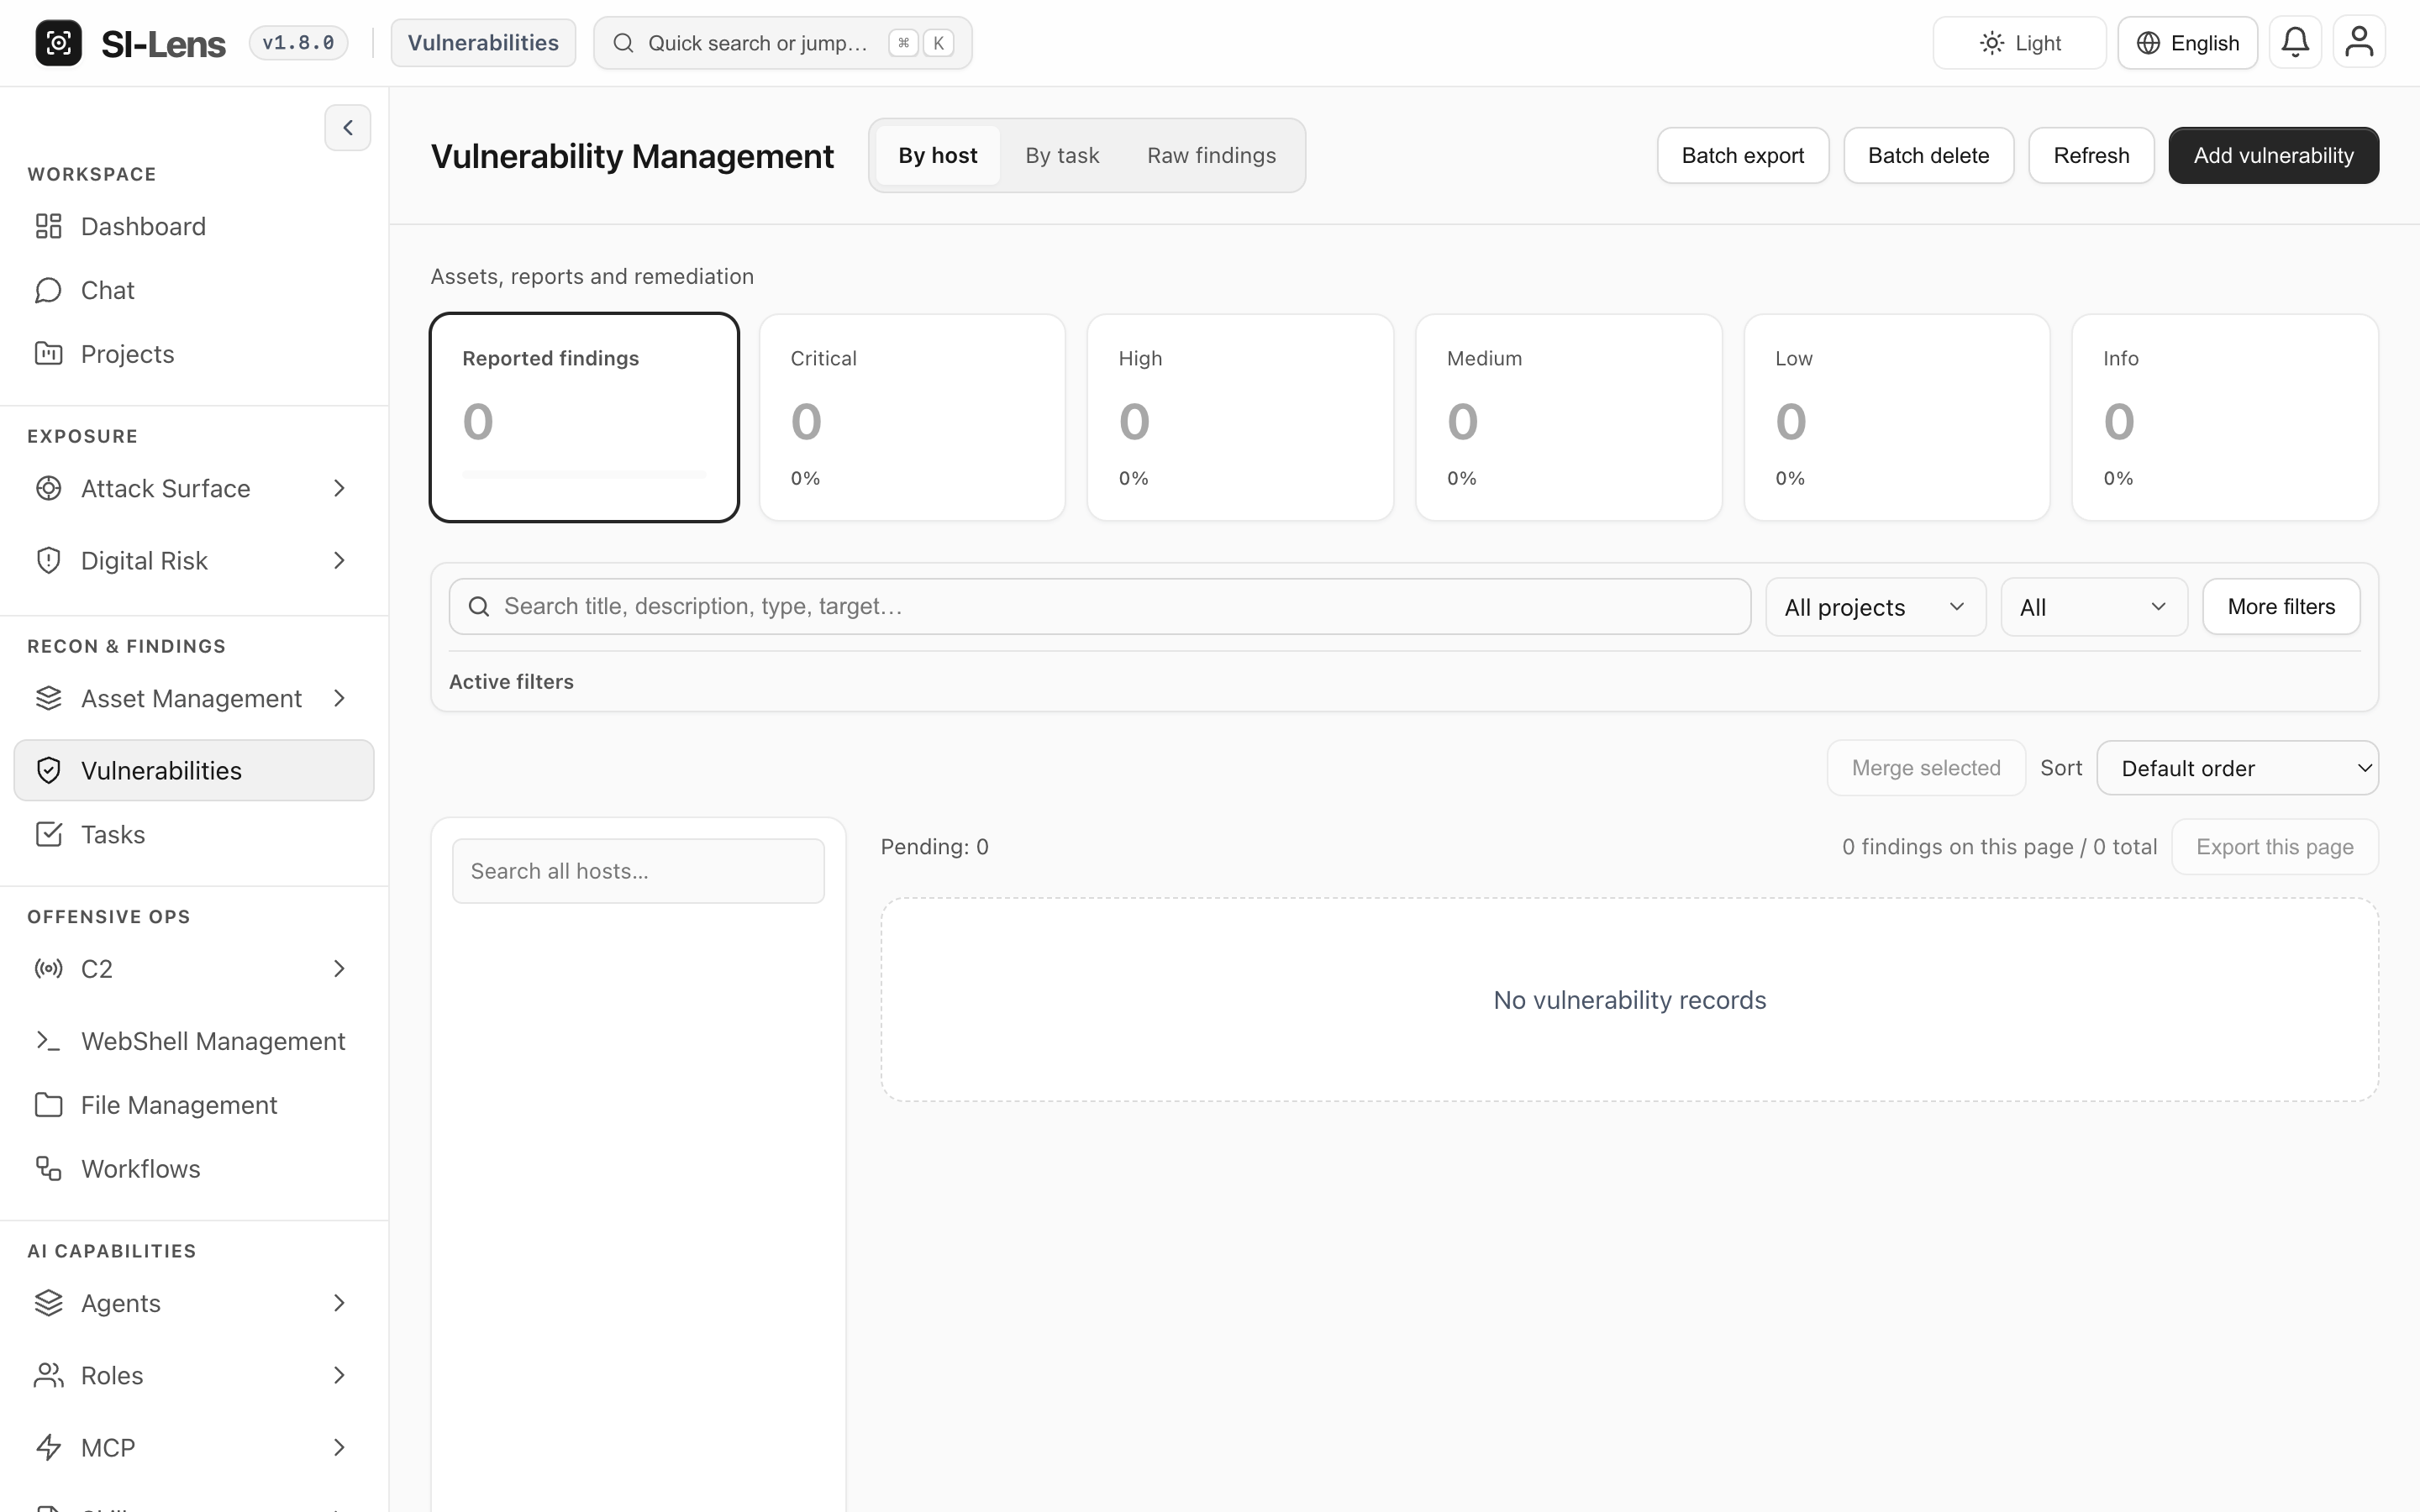 SI-Lens v1.8.0 Vulnerabilities Quick search or jump… ⌘ K Light English
WORKSPACE
Dashboard
Chat
Projects
EXPOSURE
Attack Surface
Digital Risk
RECON & FINDINGS
Asset Management
Vulnerabilities
Tasks
OFFENSIVE OPS
C2
WebShell Management
File Management
Workflows
AI CAPABILITIES
Agents
Roles
MCP
Vulnerability Management By host By task Raw findings Batch export Batch delete Refresh Add vulnerability
Assets, reports and remediation
Reported findings
0
Critical
0
0%
High
0
0%
Medium
0
0%
Low
0
0%
Info
0
0%
Search title, description, type, target… All projects All More filters
Active filters
Merge selected Sort Default order
Search all hosts...
Pending: 0 0 findings on this page / 0 total Export this page
No vulnerability records